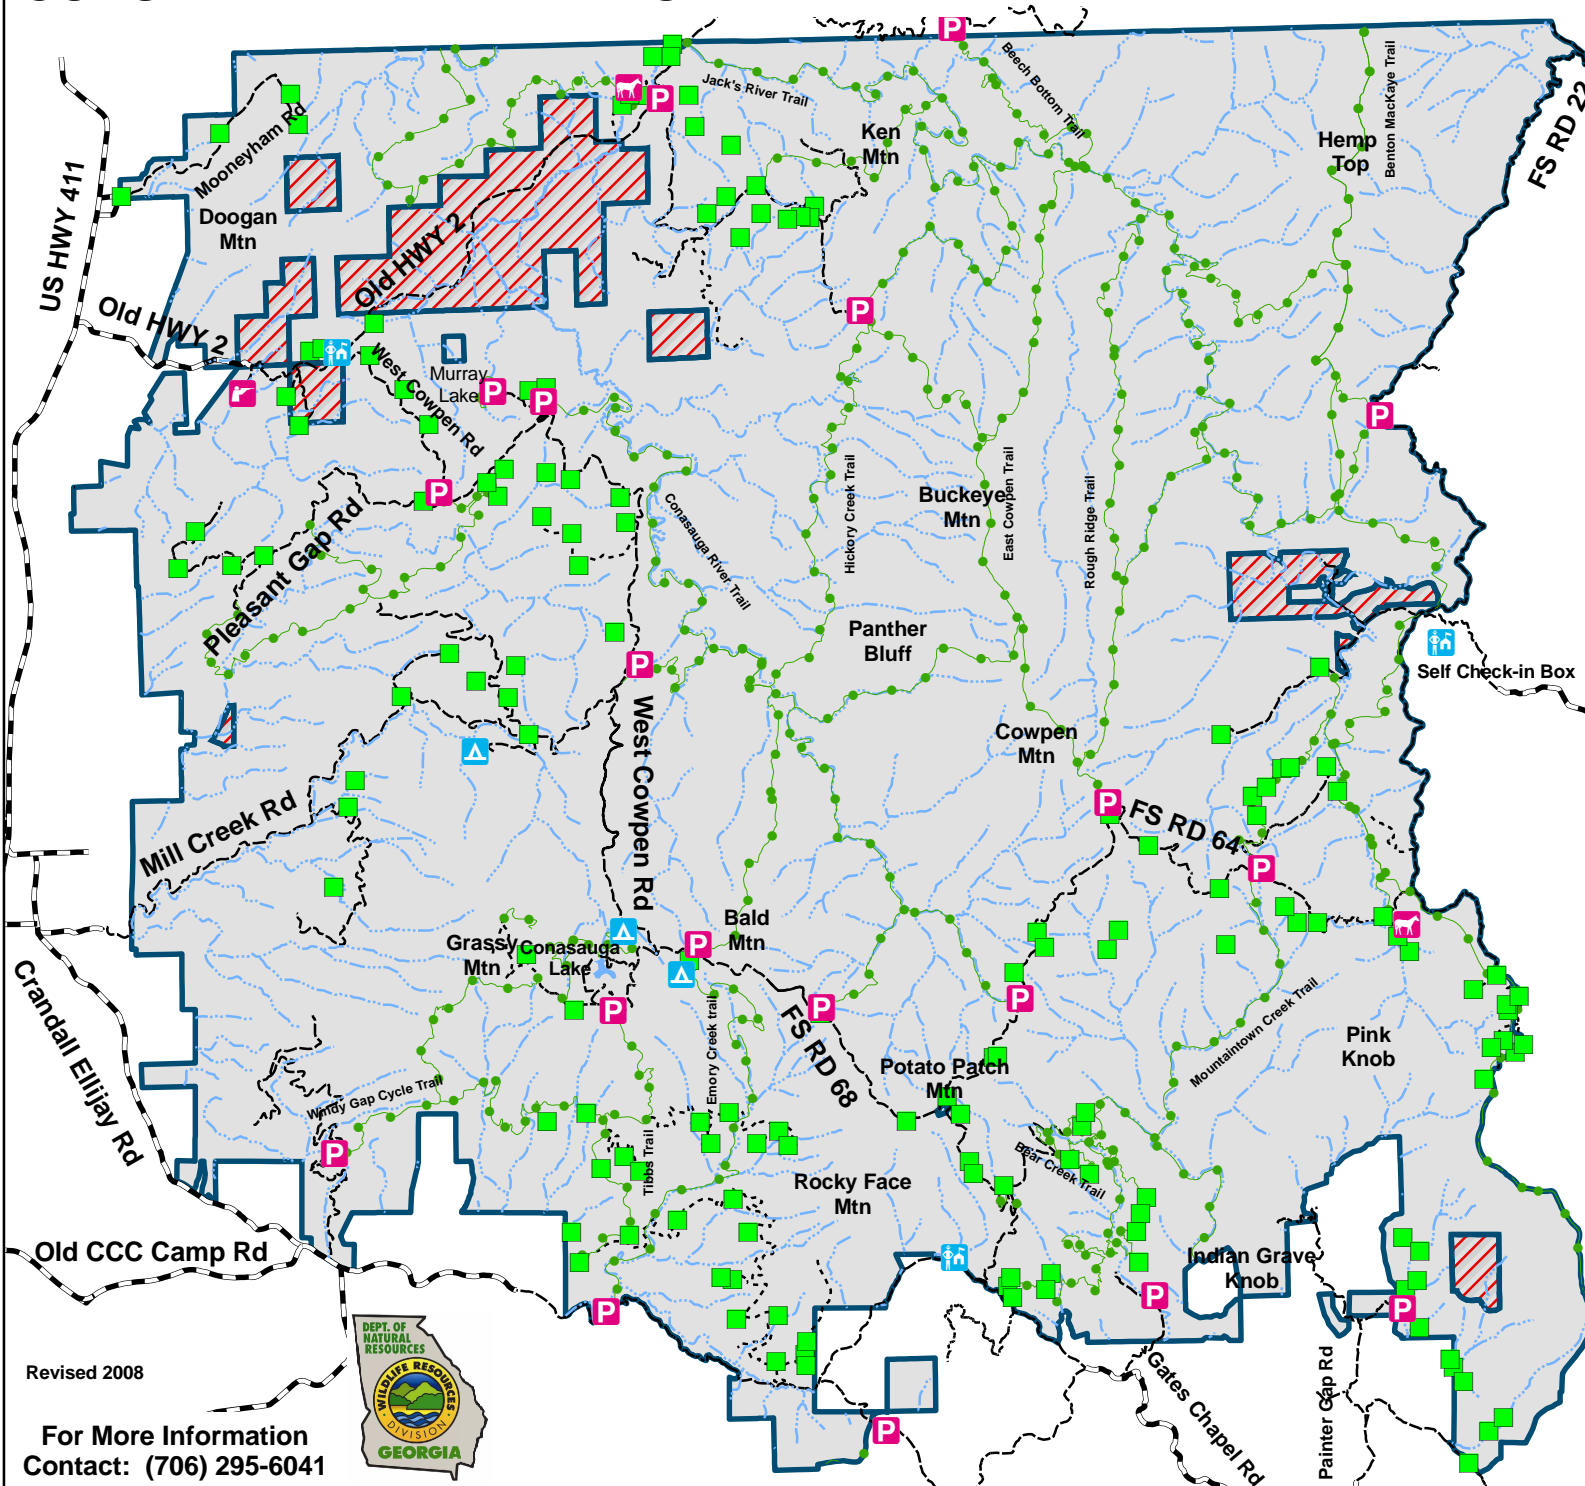 Jack's River Trail
Beech Bottom Trail
Benton MacKaye Trail
FS RD 22
Ken
Mtn
Hemp
Top
Mooneyham Rd
US HWY 411
Doogan
Mtn
Old HWY 2
Old HWY 2
West Cowpen Rd
Murray
Lake
P
P
P
P
P
P
P
Pleasant Gap Rd
Conasauga River Trail
Hickory Creek Trail
Buckeye
Mtn
East Cowpen Trail
Rough Ridge Trail
Panther
Bluff
Self Check-in Box
P
West Cowpen Rd
Cowpen
Mtn
P
FS RD 64
P
Mill Creek Rd
Bald
Mtn
P
Grassy
Mtn
Conasauga
Lake
P
P
P
FS RD 68
Emory Creek trail
Mountaintown Creek Trail
Pink
Knob
Potato Patch
Mtn
Crandall Ellijay Rd
Windy Gap Cycle Trail
P
Tibbs Trail
Bear Creek Trail
Rocky Face
Mtn
Old CCC Camp Rd
Indian Grave
Knob
P
P
P
DEPT. OF
NATURAL
RESOURCES
WILDLIFE RESOURCES
DIVISION
GEORGIA
Revised 2008
Gates Chapel Rd
Painter Gap Rd
P
For More Information
Contact: (706) 295-6041